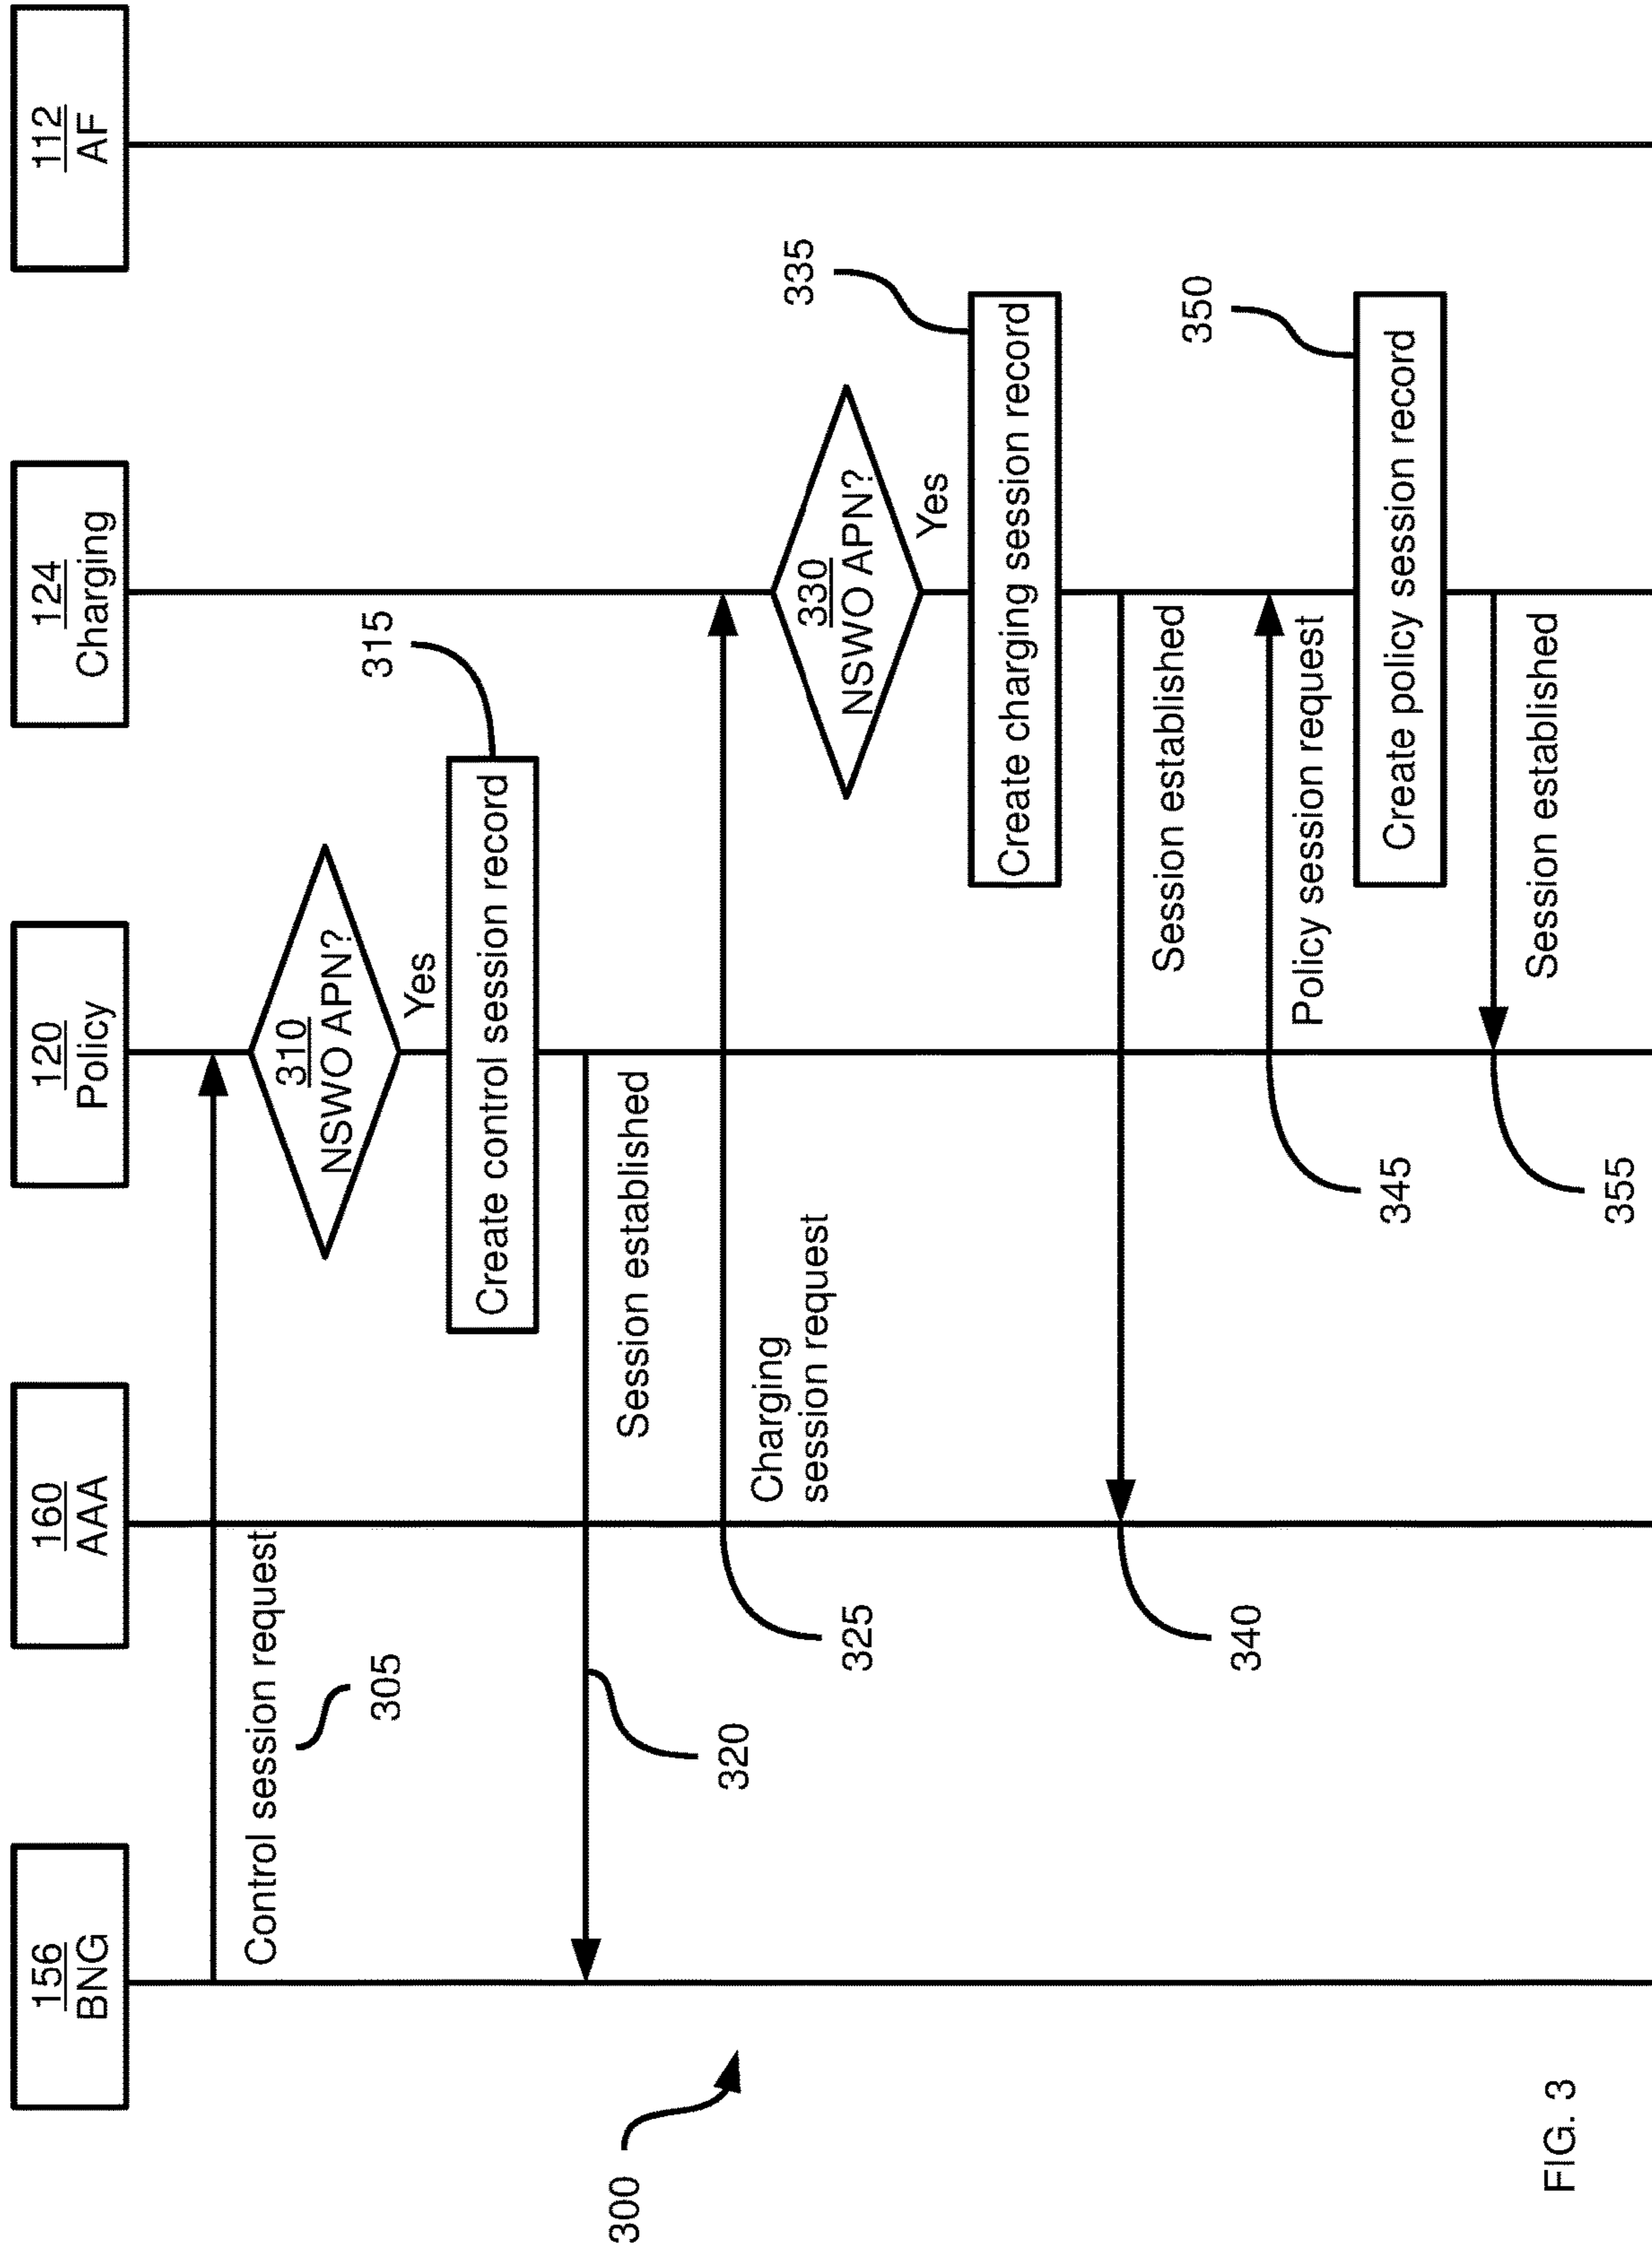 156
BNG
160
AAA
120
Policy
124
Charging
112
AF
Control session request
305
310
NSWO APN?
Yes
Create control session record
315
Session established
320
Charging
session request
325
330
NSWO APN?
Yes
Create charging session record
335
Session established
340
Policy session request
345
Create policy session record
350
Session established
355
300
FIG. 3